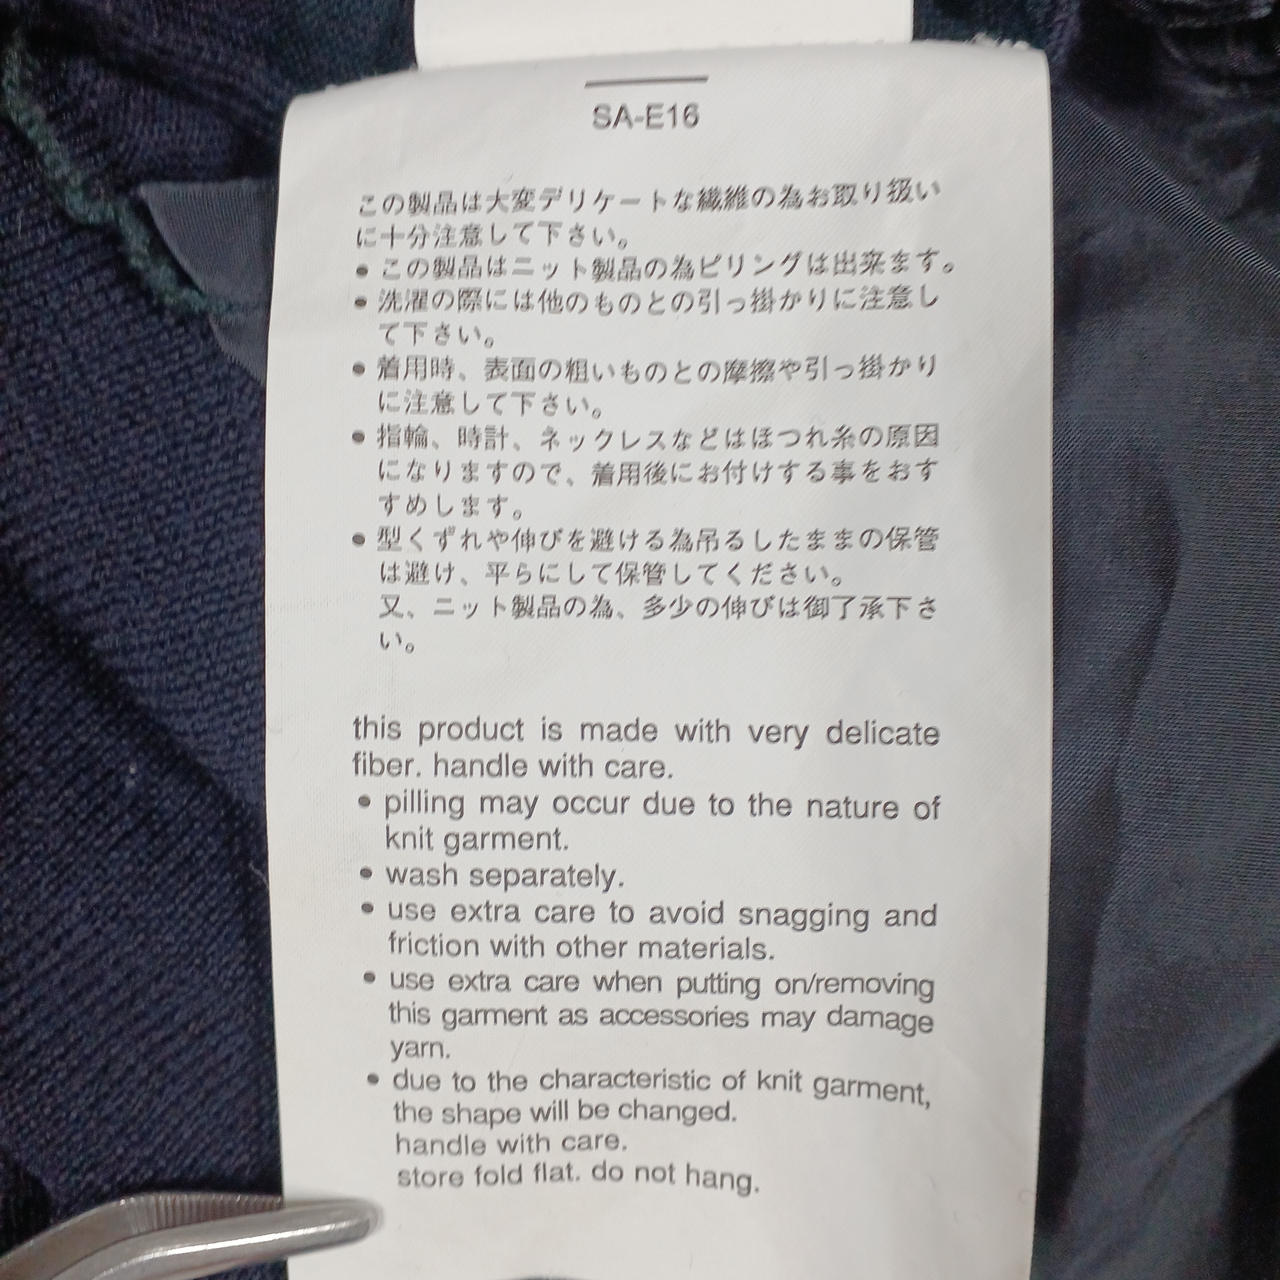 SA-E16
この製品は大変デリケートな繊維の為お取り扱い
に十分注意して下さい。
● この製品はニット製品の為ピリングは出来ます。
● 洗濯の際には他のものとの引っ掛かりに注意し
て下さい。
● 着用時、表面の粗いものとの摩擦や引っ掛かり
に注意して下さい。
● 指輪、時計、ネックレスなどはほつれ糸の原因
になりますので、着用後にお付けする事をおす
すめします。
● 型くずれや伸びを避ける為吊るしたままの保管
は避け、平らにして保管してください。
又、ニット製品の為、多少の伸びは御了承下さ
い。
this product is made with very delicate
fiber. handle with care.
● pilling may occur due to the nature of
knit garment.
● wash separately.
● use extra care to avoid snagging and
friction with other materials.
● use extra care when putting on/removing
this garment as accessories may damage
yarn.
● due to the characteristic of knit garment,
the shape will be changed.
handle with care.
store fold flat. do not hang.